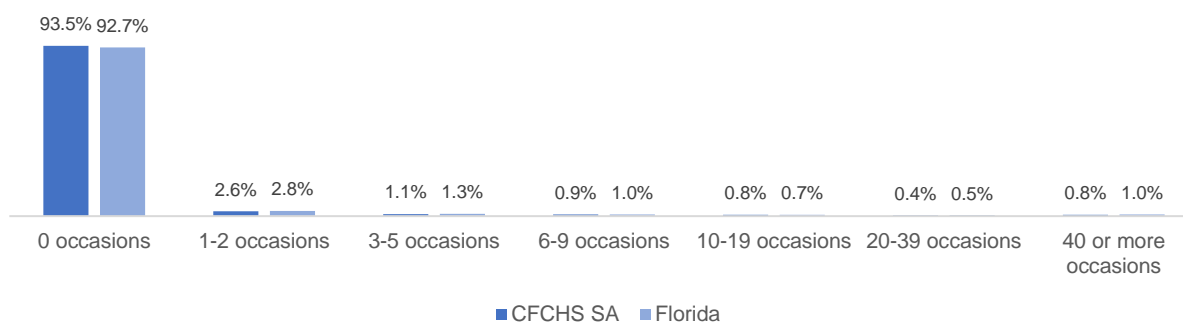 93.5% 92.7%
2.6% 2.8% 1.1% 1.3% 0.9% 1.0% 0.8% 0.7% 0.4% 0.5% 0.8% 1.0%
0 occasions 1-2 occasions 3-5 occasions 6-9 occasions 10-19 occasions 20-39 occasions 40 or more
occasions
CFCHS SA Florida